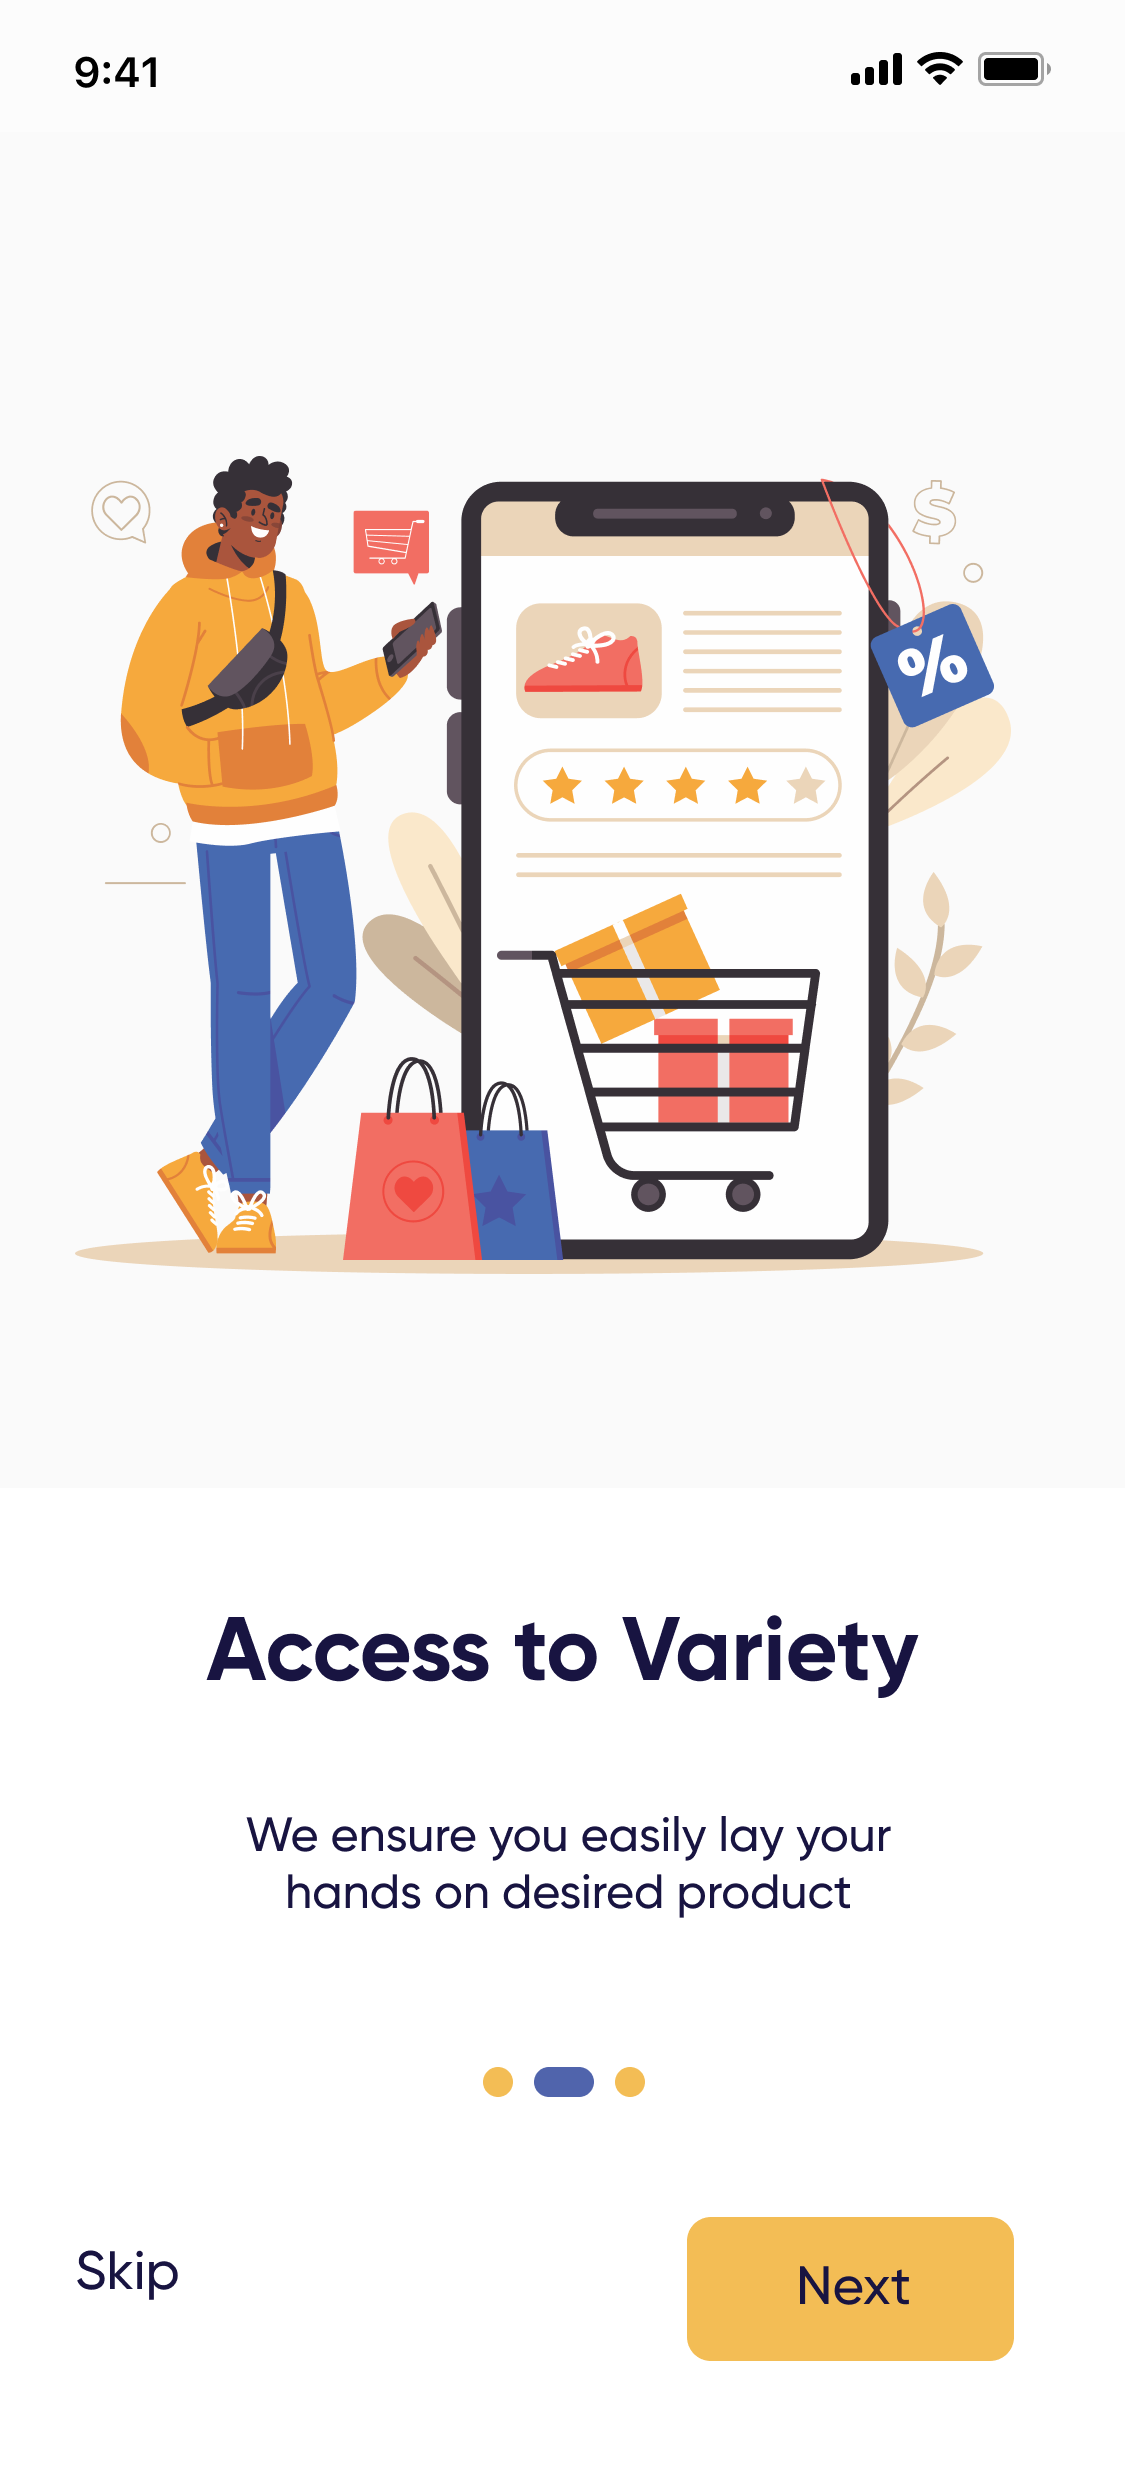 9:41
$
%
Access to Variety
We ensure you easily lay your
hands on desired product
Skip
Next